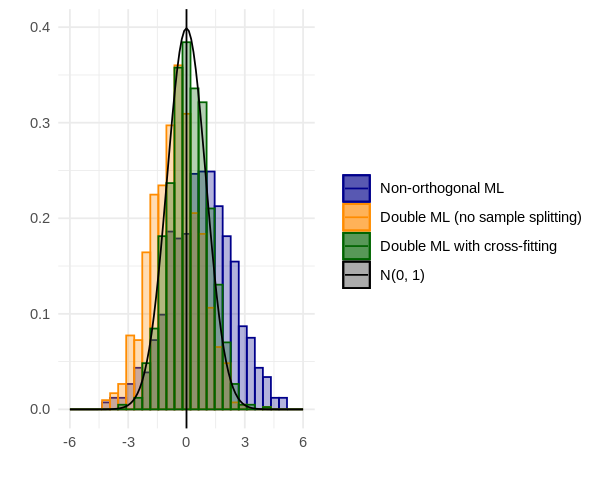 0.4
0.3
0.2
0.1
0.0
-6 -3 0 3 6
Non-orthogonal ML
Double ML (no sample splitting)
Double ML with cross-fitting
N(0, 1)